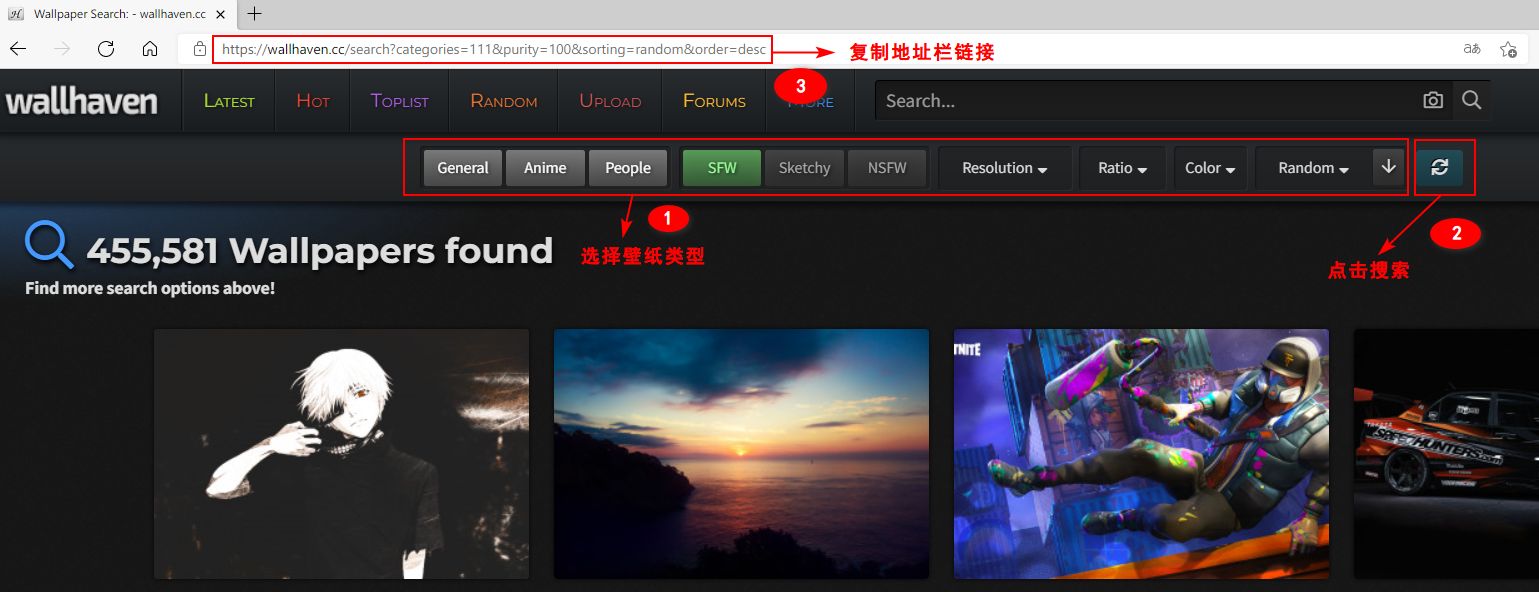 Wallpaper Search: - wallhaven.cc
https://wallhaven.cc/search?categories=111&purity=100&sorting=random&order=desc
复制地址栏链接
3
wallhaven
LATEST
HOT
TOPLIST
RANDOM
UPLOAD
FORUMS
MORE
Search...
General
Anime
People
SFW
Sketchy
NSFW
Resolution
Ratio
Color
Random
1
选择壁纸类型
2
点击搜索
455,581 Wallpapers found
Find more search options above!
TNITE
SPEEDHUNTERS.com